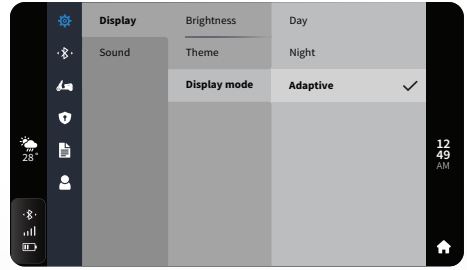 Display
Sound
Brightness
Theme
Display mode
Day
Night
Adaptive
28°
12
49
AM